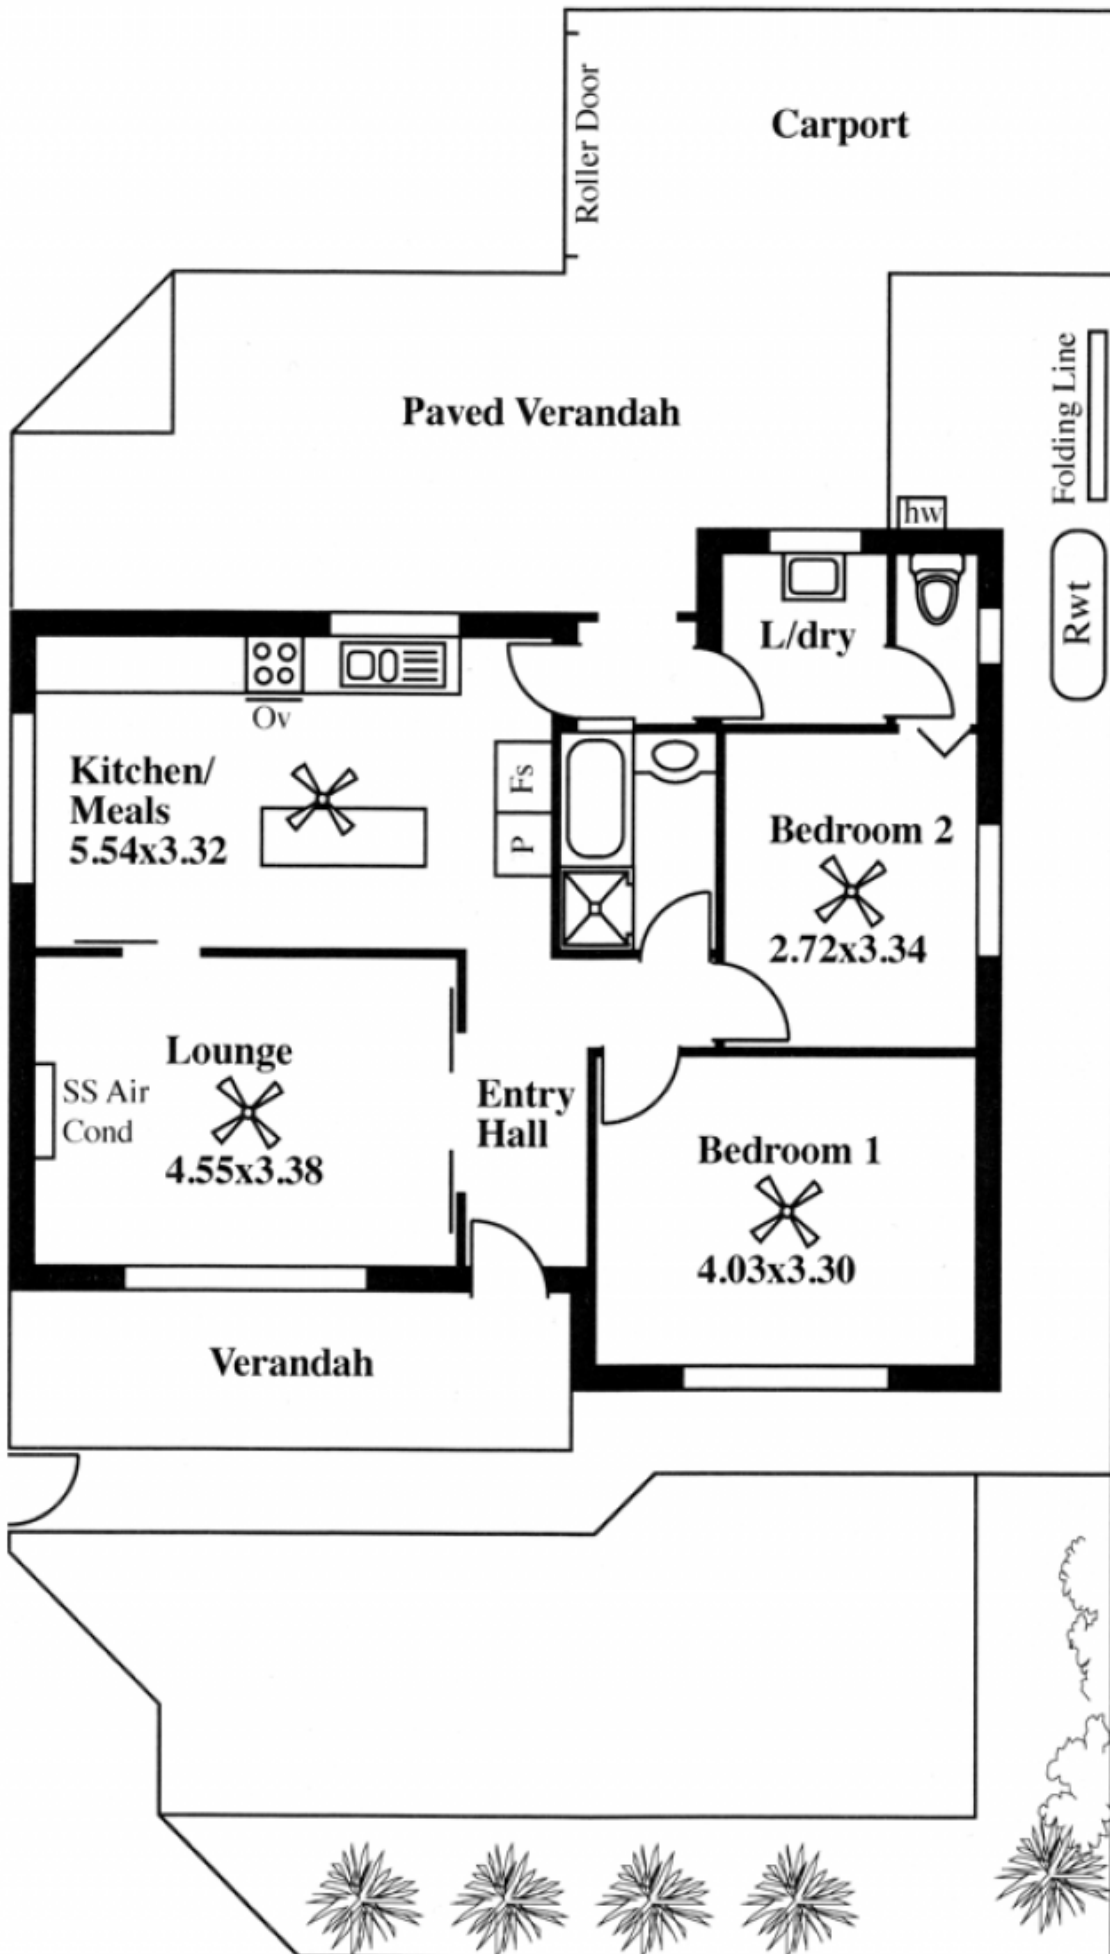 Roller Door
Carport
Paved Verandah
Folding Line
hw
Rwt
L/dry
Ov
Kitchen/
Meals
5.54x3.32
Fs
P
Bedroom 2
2.72x3.34
Lounge
SS Air
Cond
4.55x3.38
Entry
Hall
Bedroom 1
4.03x3.30
Verandah